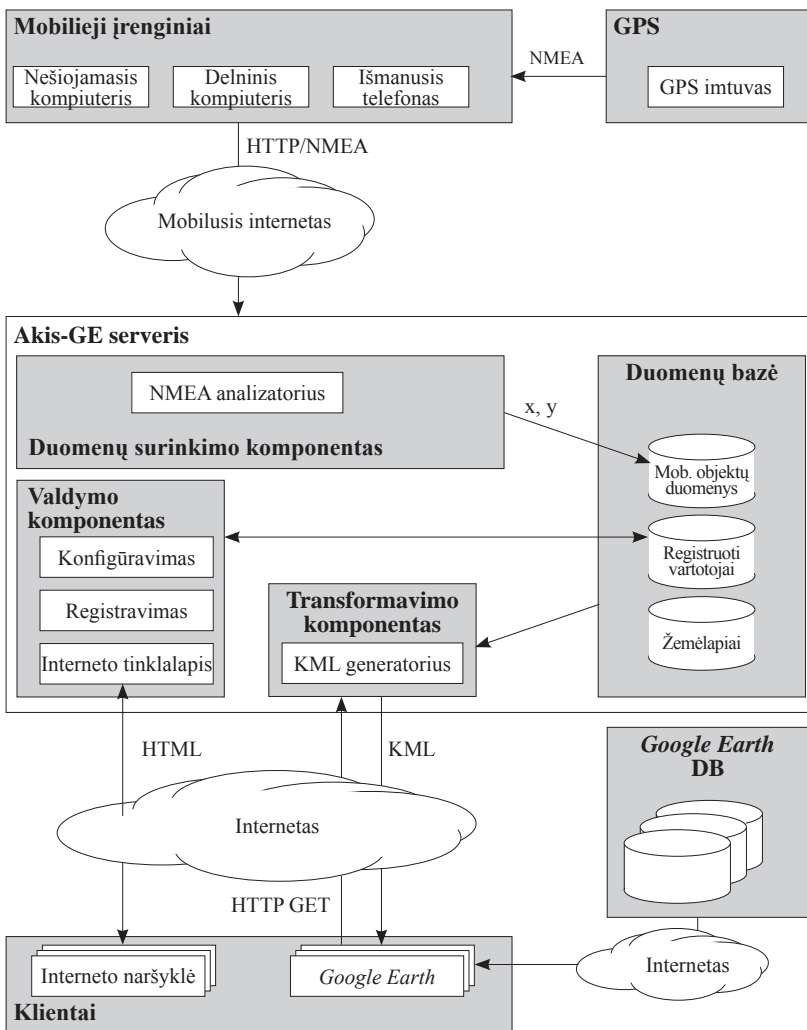 Mobilieji įrenginiai
Nešiojamasis
kompiuteris
Delninis
kompiuteris
Išmanusis
telefonas
NMEA
GPS
GPS imtuvas
HTTP/NMEA
Mobilusis internetas
Akis-GE serveris
NMEA analizatorius
Duomenų surinkimo komponentas
x, y
Duomenų bazė
Mob. objektų
duomenys
Registruoti
vartotojai
Žemėlapiai
Valdymo
komponentas
Konfigūravimas
Registravimas
Interneto tinklalapis
Transformavimo
komponentas
KML generatorius
HTML
KML
Internetas
HTTP GET
Google Earth
DB
Internetas
Interneto naršyklė
Google Earth
Klientai